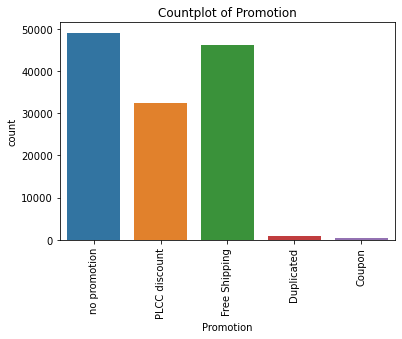 Countplot of Promotion
50000
40000
30000
20000
10000
0
count
no promotion
PLCC discount
Free Shipping
Duplicated
Coupon
Promotion